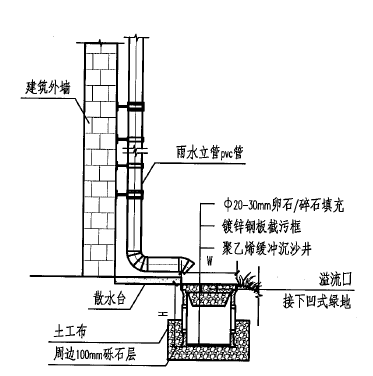 建筑外墙
雨水立管pvc管
Φ20-30mm卵石/碎石填充
镀锌钢板截污框
聚乙烯缓冲沉沙井
W
溢流口
散水台
接下凹式绿地
H
土工布
周边100mm砾石层